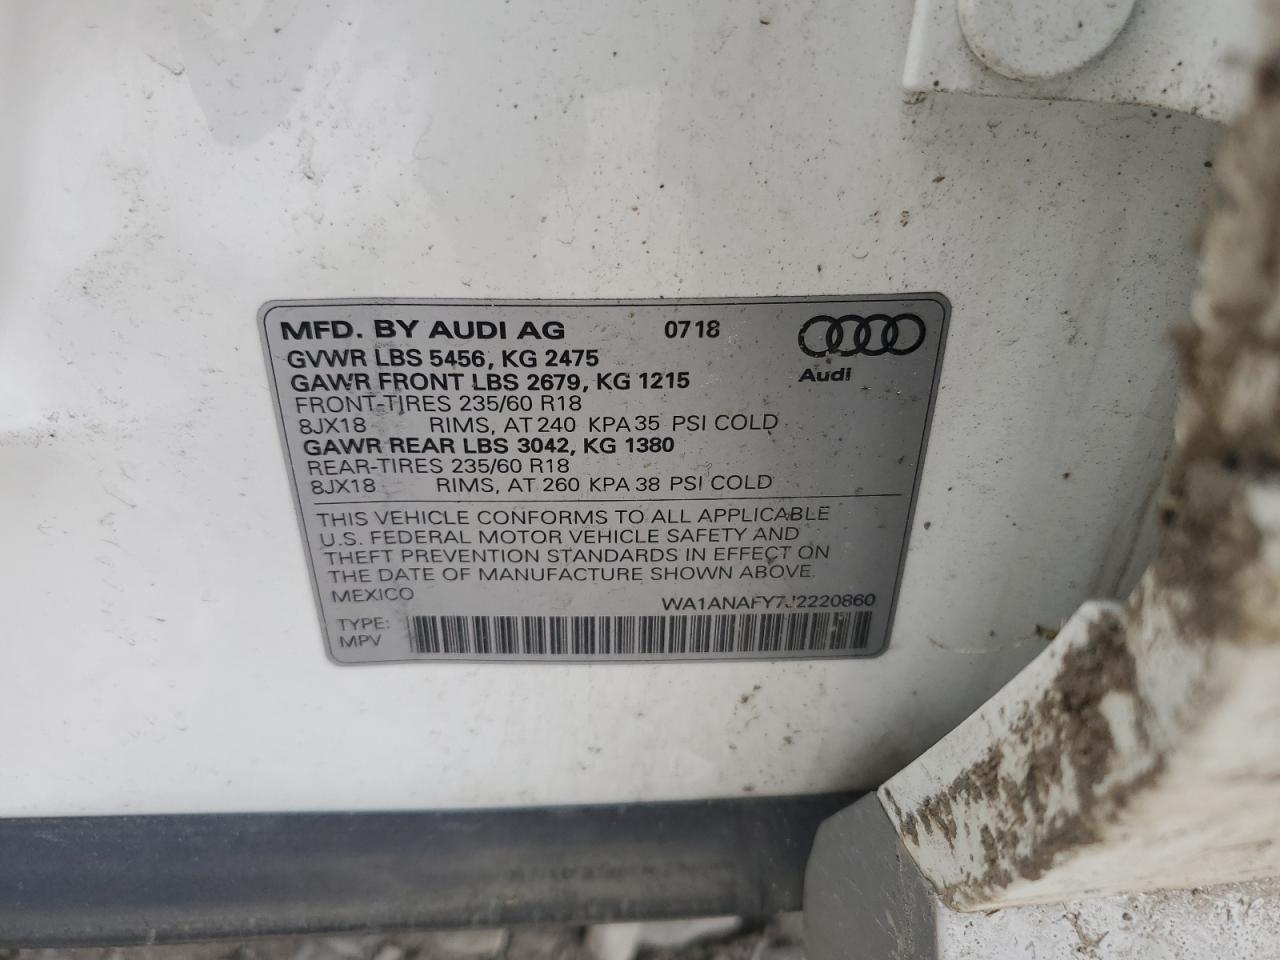 MFD. BY AUDI AG 0718
GVWR LBS 5456, KG 2475
GAWR FRONT LBS 2679, KG 1215
Audi
FRONT-TIRES 235/60 R18
8JX18 RIMS, AT 240 KPA 35 PSI COLD
GAWR REAR LBS 3042, KG 1380
REAR-TIRES 235/60 R18
8JX18 RIMS, AT 260 KPA 38 PSI COLD
THIS VEHICLE CONFORMS TO ALL APPLICABLE
U.S. FEDERAL MOTOR VEHICLE SAFETY AND
THEFT PREVENTION STANDARDS IN EFFECT ON
THE DATE OF MANUFACTURE SHOWN ABOVE.
MEXICO
WA1ANAFY7J2220860
TYPE:
MPV